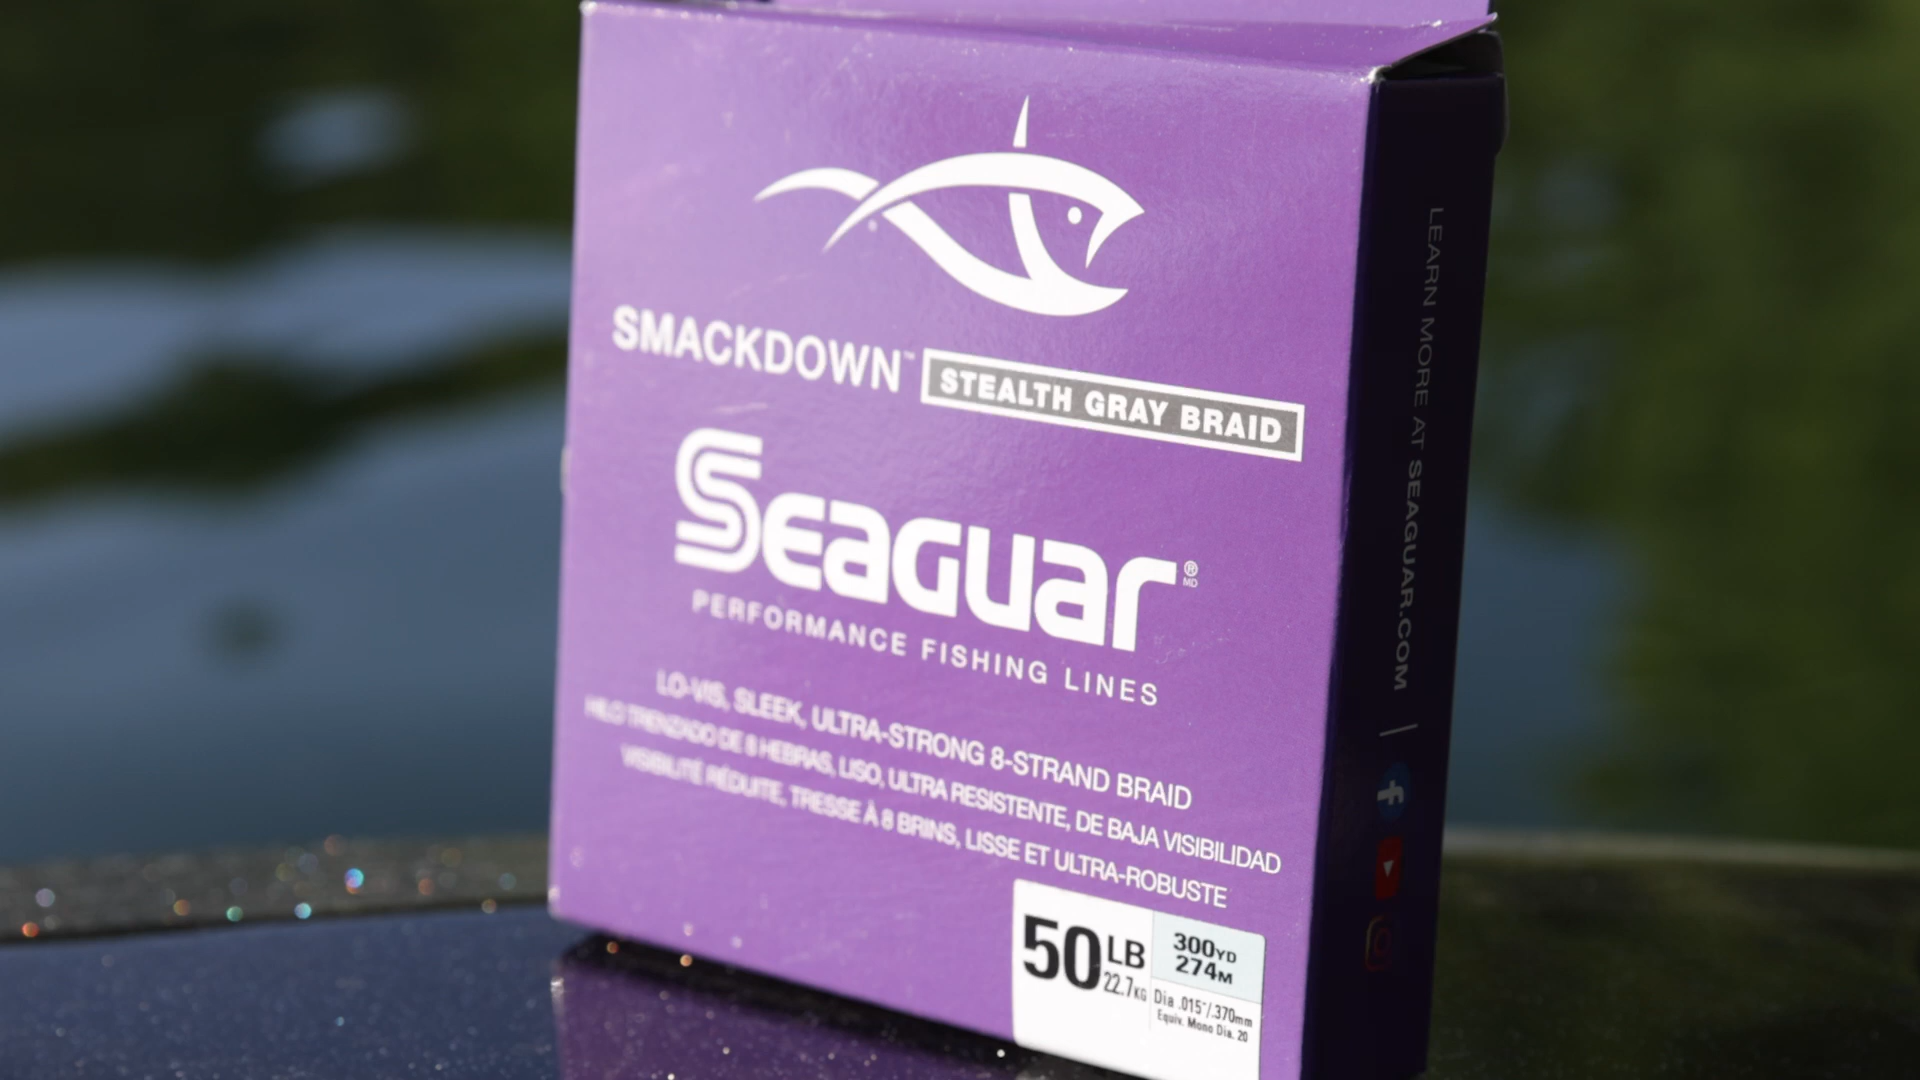 SMACKDOWN™ STEALTH GRAY BRAID
SEAGUAR® MD
PERFORMANCE FISHING LINES
LO-VIS, SLEEK, ULTRA-STRONG 8-STRAND BRAID
HILO TRENZADO DE 8 HEBRAS, LISO, ULTRA RESISTENTE, DE BAJA VISIBILIDAD
VISIBILITÉ RÉDUITE, TRESSE À 8 BRINS, LISSE ET ULTRA-ROBUSTE
50 LB
22.7KG
300YD
274M
Dia .015"/.370mm
Equiv. Mono Dia. 20
LEARN MORE AT SEAGUAR.COM |